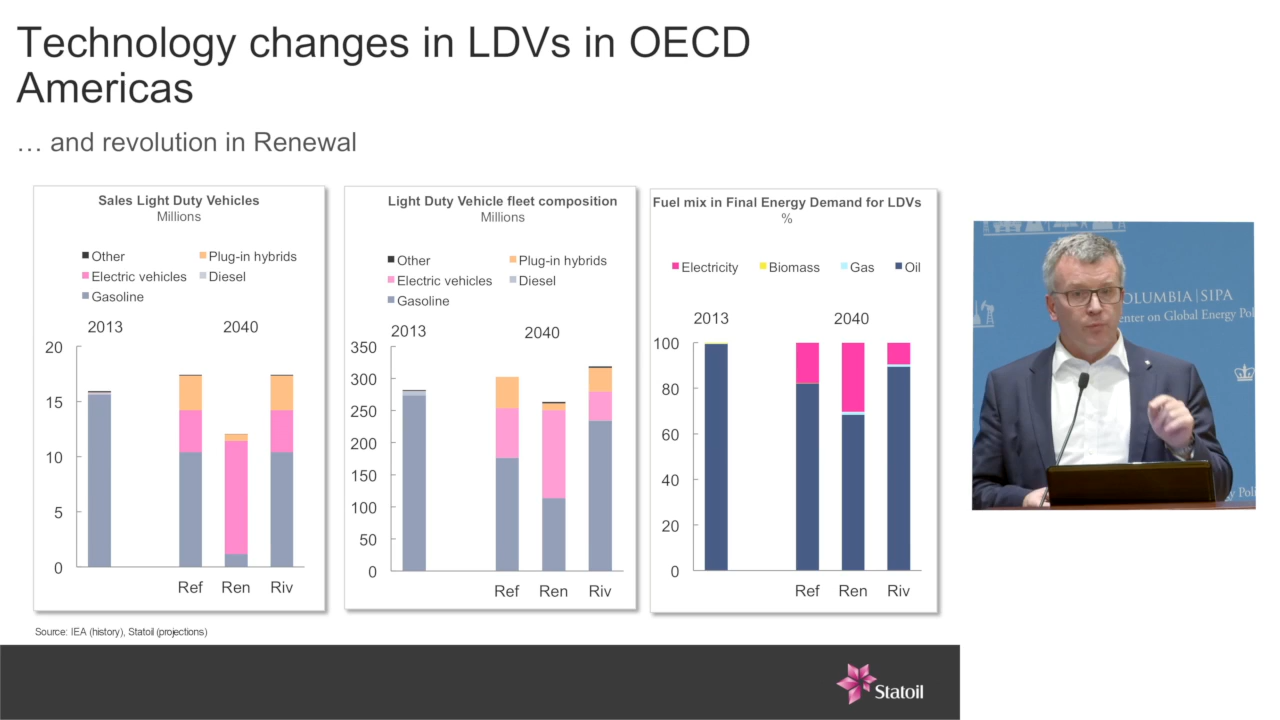 Technology changes in LDVs in OECD
Americas
… and revolution in Renewal
Sales Light Duty Vehicles
Millions
Other
Plug-in hybrids
Electric vehicles
Diesel
Gasoline
2013
2040
20
15
10
5
0
Ref
Ren
Riv
Light Duty Vehicle fleet composition
Millions
Other
Plug-in hybrids
Electric vehicles
Diesel
Gasoline
2013
2040
350
300
250
200
150
100
50
0
Ref
Ren
Riv
Fuel mix in Final Energy Demand for LDVs
%
Electricity
Biomass
Gas
Oil
2013
2040
100
80
60
40
20
0
Ref
Ren
Riv
OLUMBIA | SIPA
enter on Global Energy Pol
y Poli
Source: IEA (history), Statoil (projections)
Statoil